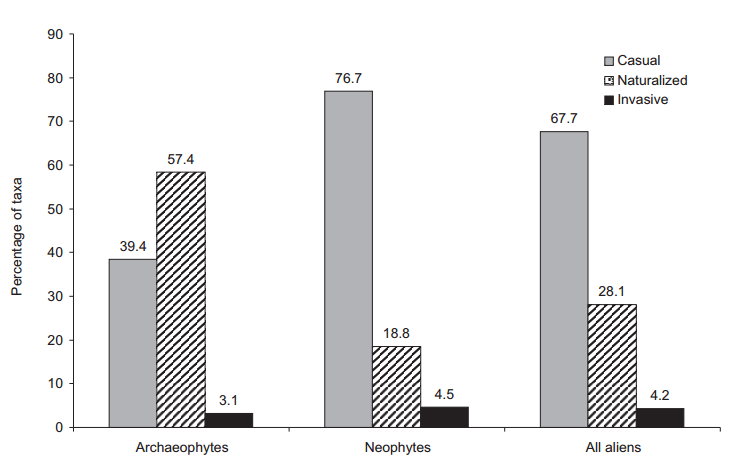 90
80
70
60
50
40
30
20
10
0
Percentage of taxa
Casual
Naturalized
Invasive
39.4
57.4
3.1
76.7
18.8
4.5
67.7
28.1
4.2
Archaeophytes
Neophytes
All aliens